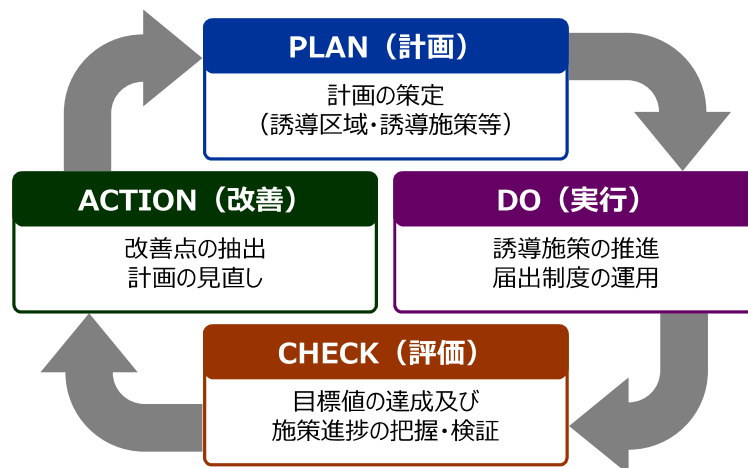 PLAN（計画）
計画の策定
（誘導区域・誘導施策等）
ACTION（改善）
改善点の抽出
計画の見直し
DO（実行）
誘導施策の推進
届出制度の運用
CHECK（評価）
目標値の達成及び
施策進捗の把握・検証